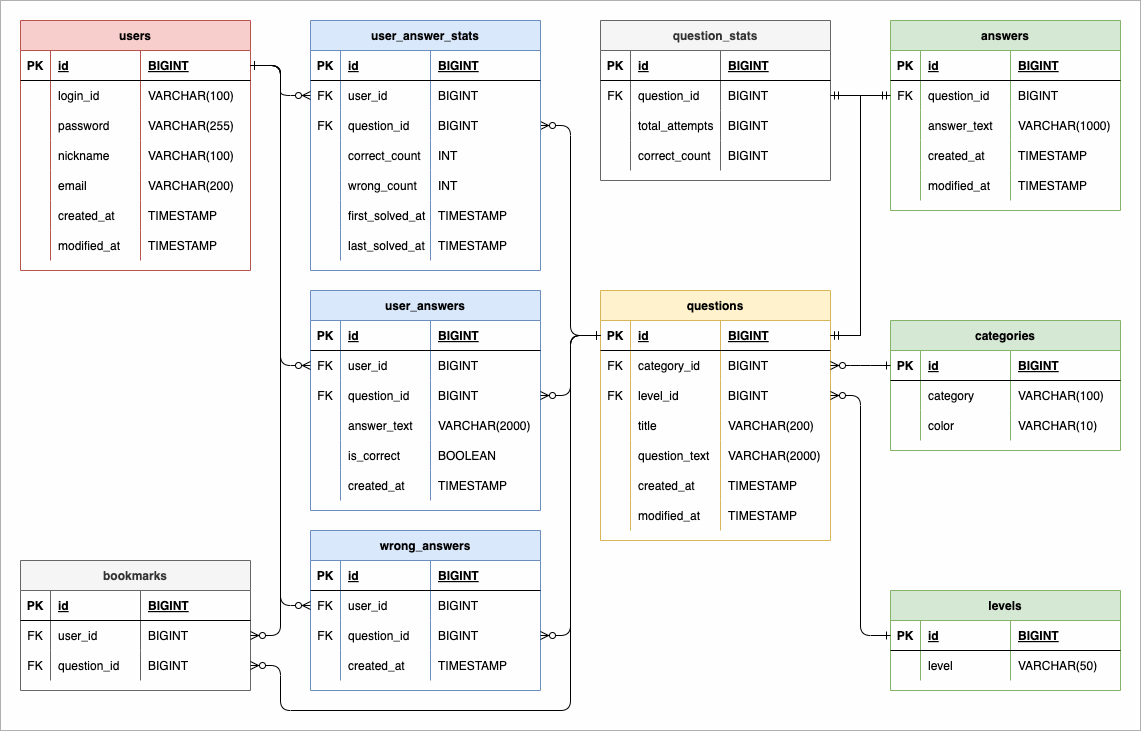 users
PK id BIGINT
login_id VARCHAR(100)
password VARCHAR(255)
nickname VARCHAR(100)
email VARCHAR(200)
created_at TIMESTAMP
modified_at TIMESTAMP
user_answer_stats
PK id BIGINT
FK user_id BIGINT
FK question_id BIGINT
correct_count INT
wrong_count INT
first_solved_at TIMESTAMP
last_solved_at TIMESTAMP
question_stats
PK id BIGINT
FK question_id BIGINT
total_attempts BIGINT
correct_count BIGINT
answers
PK id BIGINT
FK question_id BIGINT
answer_text VARCHAR(1000)
created_at TIMESTAMP
modified_at TIMESTAMP
user_answers
PK id BIGINT
FK user_id BIGINT
FK question_id BIGINT
answer_text VARCHAR(2000)
is_correct BOOLEAN
created_at TIMESTAMP
questions
PK id BIGINT
FK category_id BIGINT
FK level_id BIGINT
title VARCHAR(200)
question_text VARCHAR(2000)
created_at TIMESTAMP
modified_at TIMESTAMP
categories
PK id BIGINT
category VARCHAR(100)
color VARCHAR(10)
bookmarks
PK id BIGINT
FK user_id BIGINT
FK question_id BIGINT
wrong_answers
PK id BIGINT
FK user_id BIGINT
FK question_id BIGINT
created_at TIMESTAMP
levels
PK id BIGINT
level VARCHAR(50)